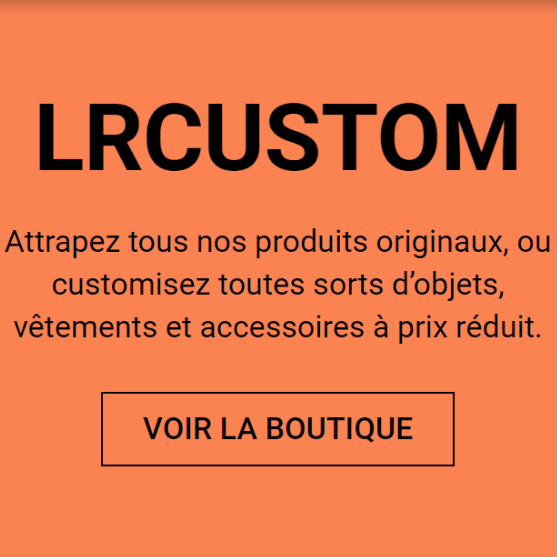 LRCUSTOM
Attrapez tous nos produits originaux, ou
customisez toutes sorts d’objets,
vêtements et accessoires à prix réduit.
VOIR LA BOUTIQUE